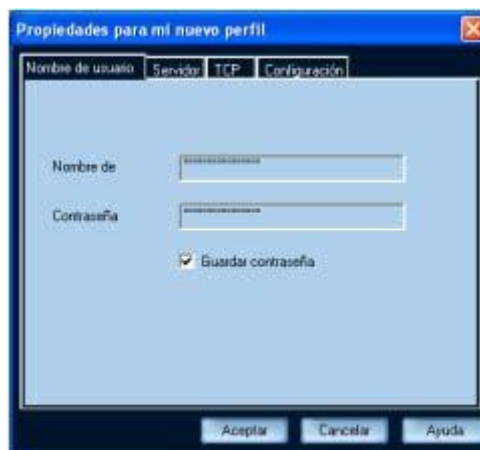 Propiedades para mi nuevo perfil
Nombre de usuario Servidor TCP Configuración
Nombre de ****************
Contraseña ****************
Guardar contraseña
Aceptar Cancelar Ayuda